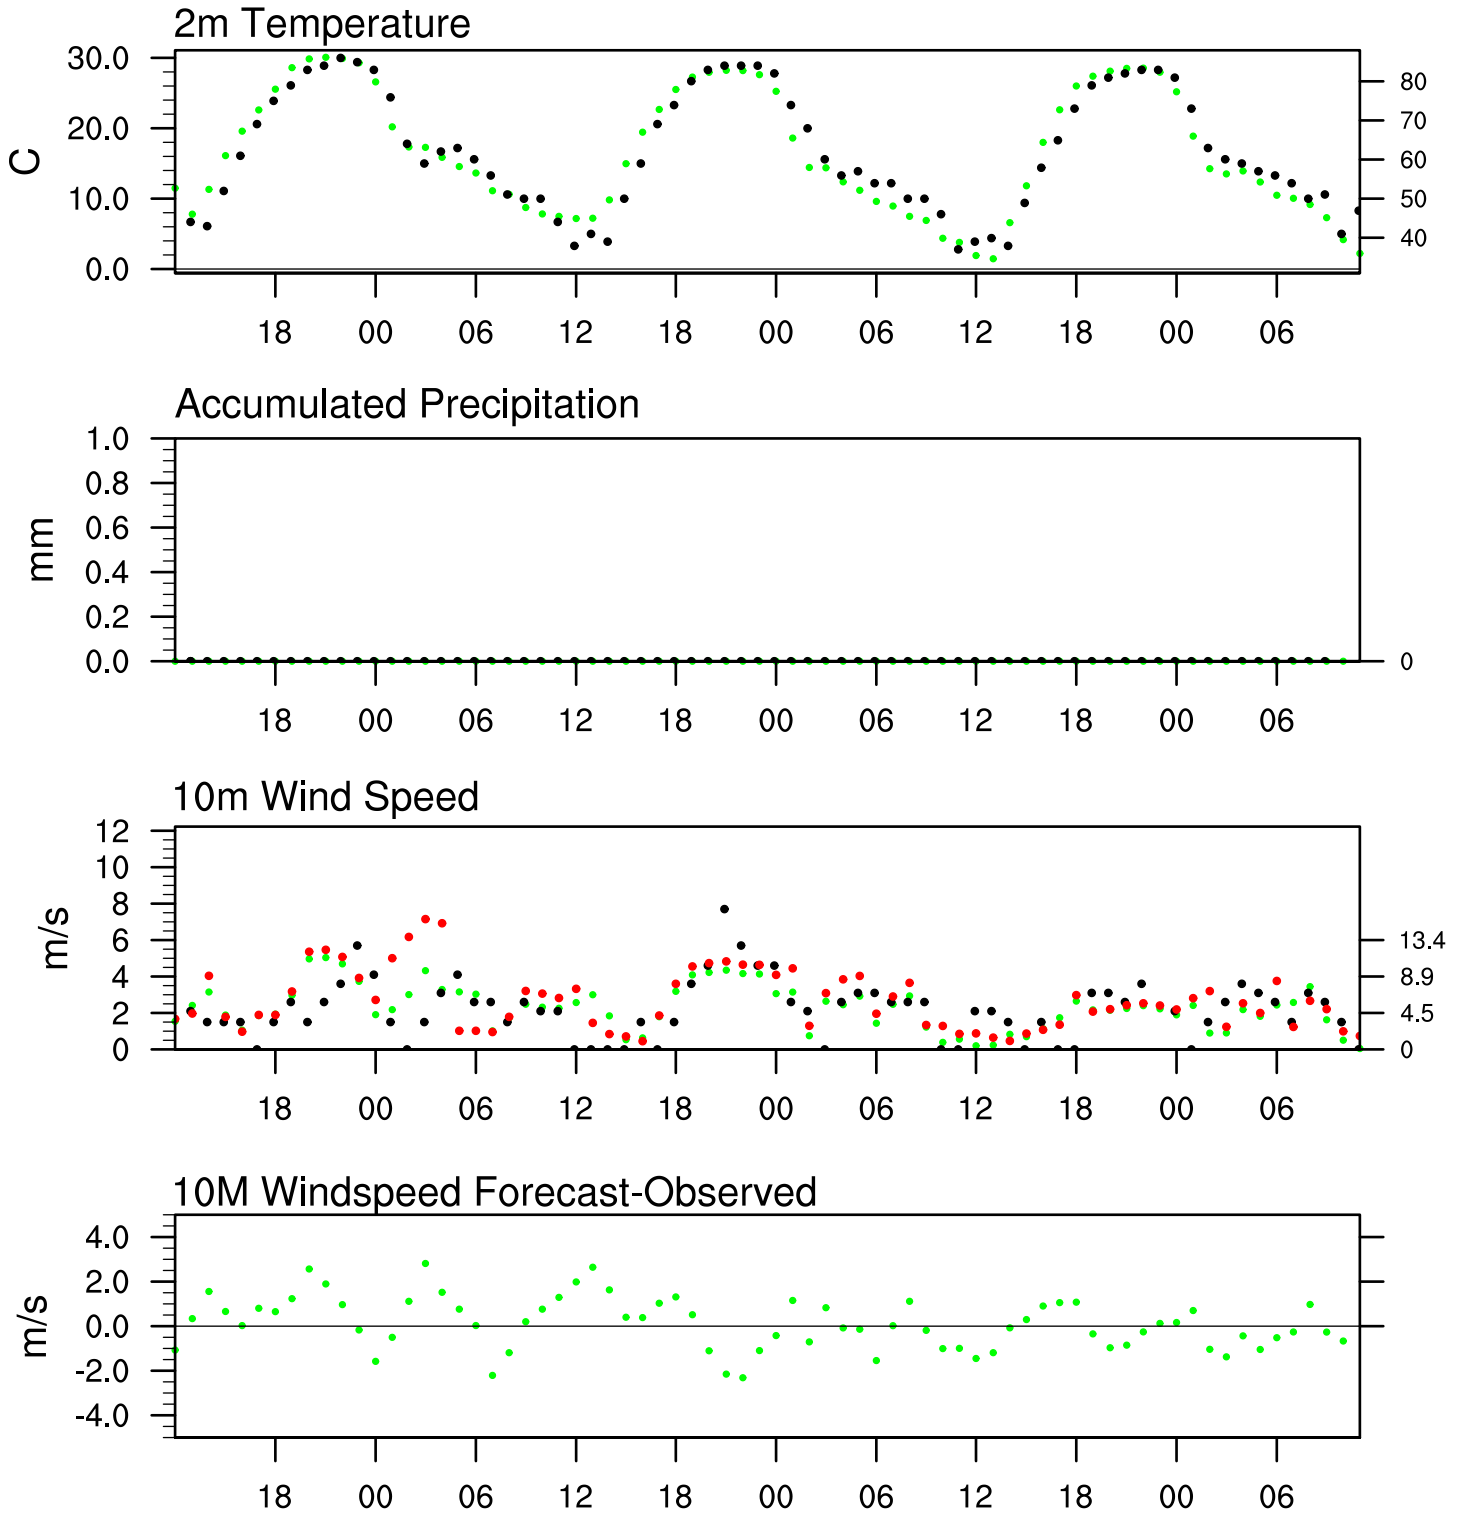 2m Temperature
30.0
20.0
10.0
0.0
C
80
70
60
50
40
18 00 06 12 18 00 06 12 18 00 06
Accumulated Precipitation
1.0
0.8
0.6
0.4
0.2
0.0
mm
0
18 00 06 12 18 00 06 12 18 00 06
10m Wind Speed
12
10
8
6
4
2
0
m/s
13.4
8.9
4.5
0
18 00 06 12 18 00 06 12 18 00 06
10M Windspeed Forecast-Observed
4.0
2.0
0.0
-2.0
-4.0
m/s
18 00 06 12 18 00 06 12 18 00 06